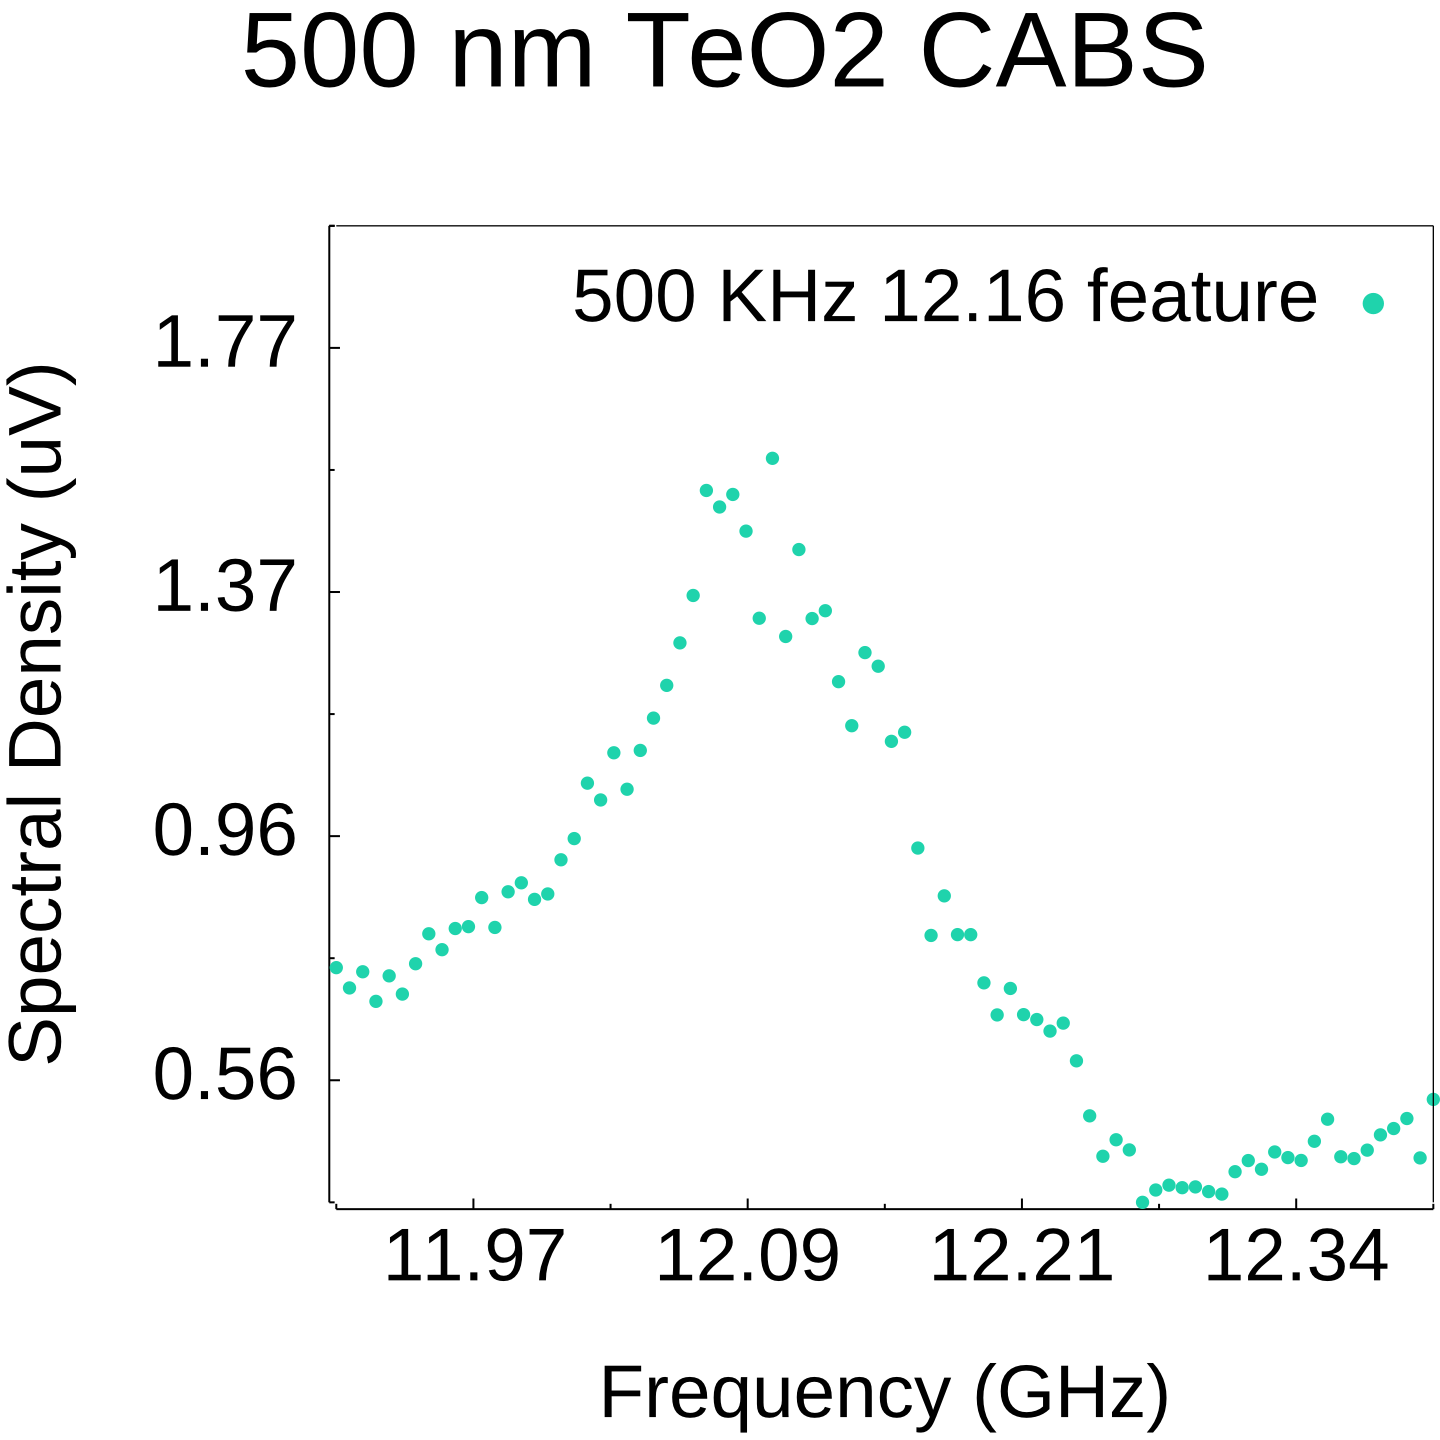 500 nm TeO2 CABS
500 KHz 12.16 feature
Spectral Density (uV)
1.77
1.37
0.96
0.56
11.97 12.09 12.21 12.34
Frequency (GHz)